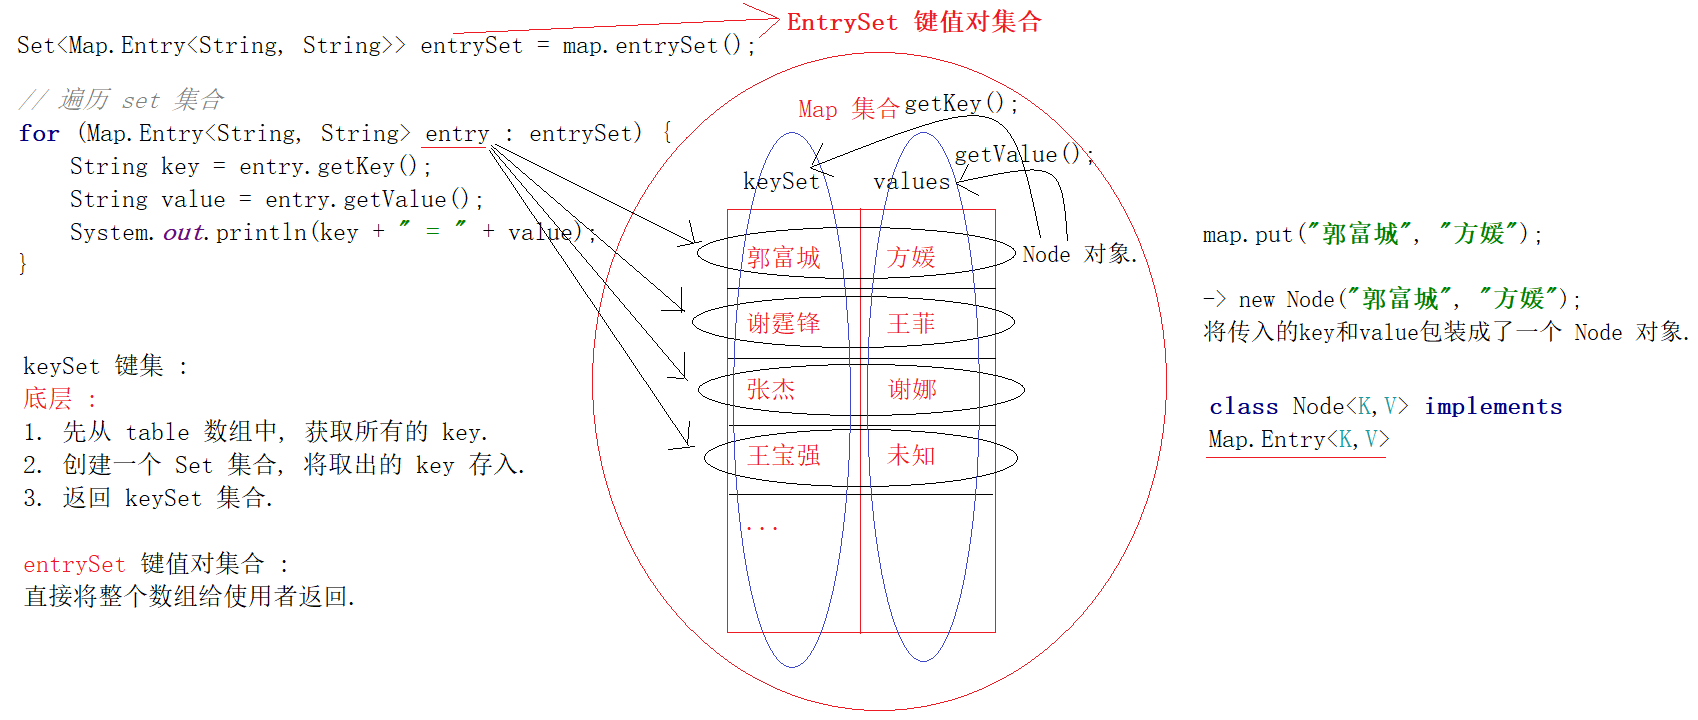 Set<Map.Entry<String, String>> entrySet = map.entrySet();
// 遍历 set 集合
for (Map.Entry<String, String> entry : entrySet) {
String key = entry.getKey();
String value = entry.getValue();
System.out.println(key + " = " + value);
}
keySet 键集 :
底层 :
1. 先从 table 数组中, 获取所有的 key.
2. 创建一个 Set 集合, 将取出的 key 存入.
3. 返回 keySet 集合.
entrySet 键值对集合 :
直接将整个数组给使用者返回.
EntrySet 键值对集合
Map 集合 getKey();
getValue();
keySet values
郭富城 方媛
Node 对象.
谢霆锋 王菲
张杰 谢娜
王宝强 未知
...
map.put("郭富城", "方媛");
-> new Node("郭富城", "方媛");
将传入的key和value包装成了一个 Node 对象.
class Node<K,V> implements
Map.Entry<K,V>